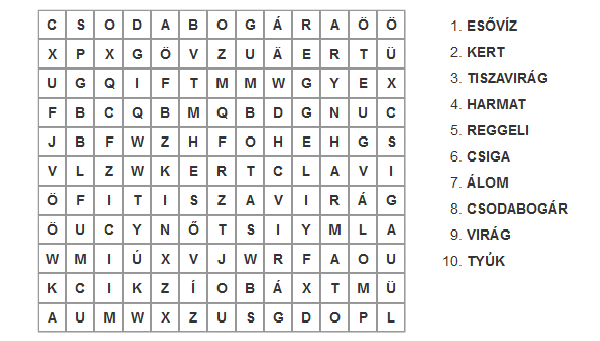 C S O D A B O G Á R A Ö Ö
X P X G Ö V Z U Ä E R T Ü
U G Q I F T M M W G Y E X
F B C Q B M Q B D G N U C
J B F W Z H F O H E H G S
V L Z W K E R T C L A V I
Ö F I T I S Z A V I R Á G
Ö U C Y N Ő T S I Y M L A
W M I Ú X V J W R F A O U
K C I K Z Í O B Á X T M Ü
A U M W X Z U S G D O P L
1. ESŐVÍZ
2. KERT
3. TISZAVIRÁG
4. HARMAT
5. REGGELI
6. CSIGA
7. ÁLOM
8. CSODABOGÁR
9. VIRÁG
10. TYÚK